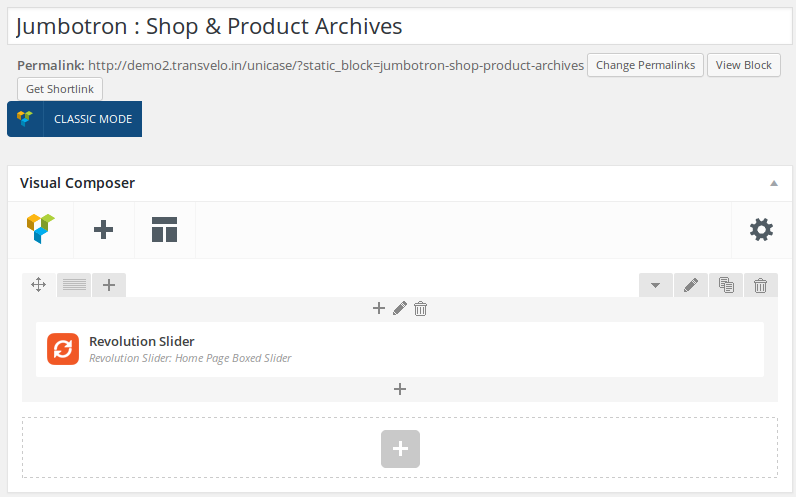 Jumbotron : Shop & Product Archives
Permalink: http://demo2.transvelo.in/unicase/?static_block=jumbotron-shop-product-archives Change Permalinks View Block
Get Shortlink
CLASSIC MODE
Visual Composer
Revolution Slider
Revolution Slider: Home Page Boxed Slider